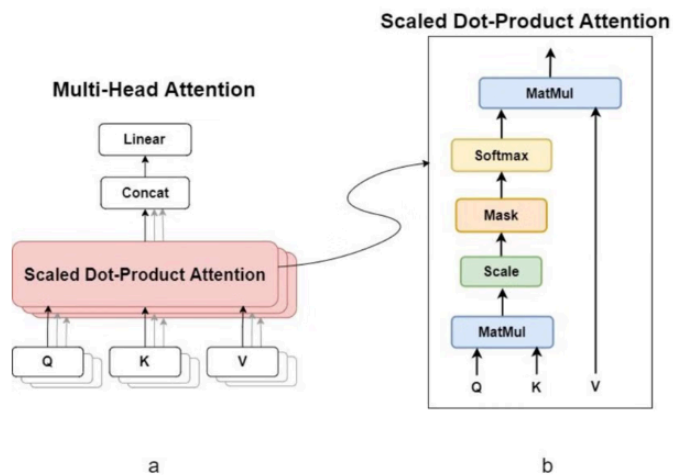 Multi-Head Attention
Linear
Concat
Scaled Dot-Product Attention
Q K V
a
Scaled Dot-Product Attention
MatMul
Softmax
Mask
Scale
MatMul
Q K V
b